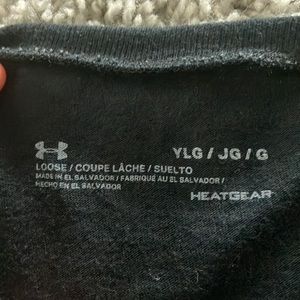 YLG / JG / G
LOOSE / COUPE LÂCHE / SUELTO
MADE IN EL SALVADOR / FABRIQUÉ AU EL SALVADOR /
HECHO EN EL SALVADOR
HEATGEAR